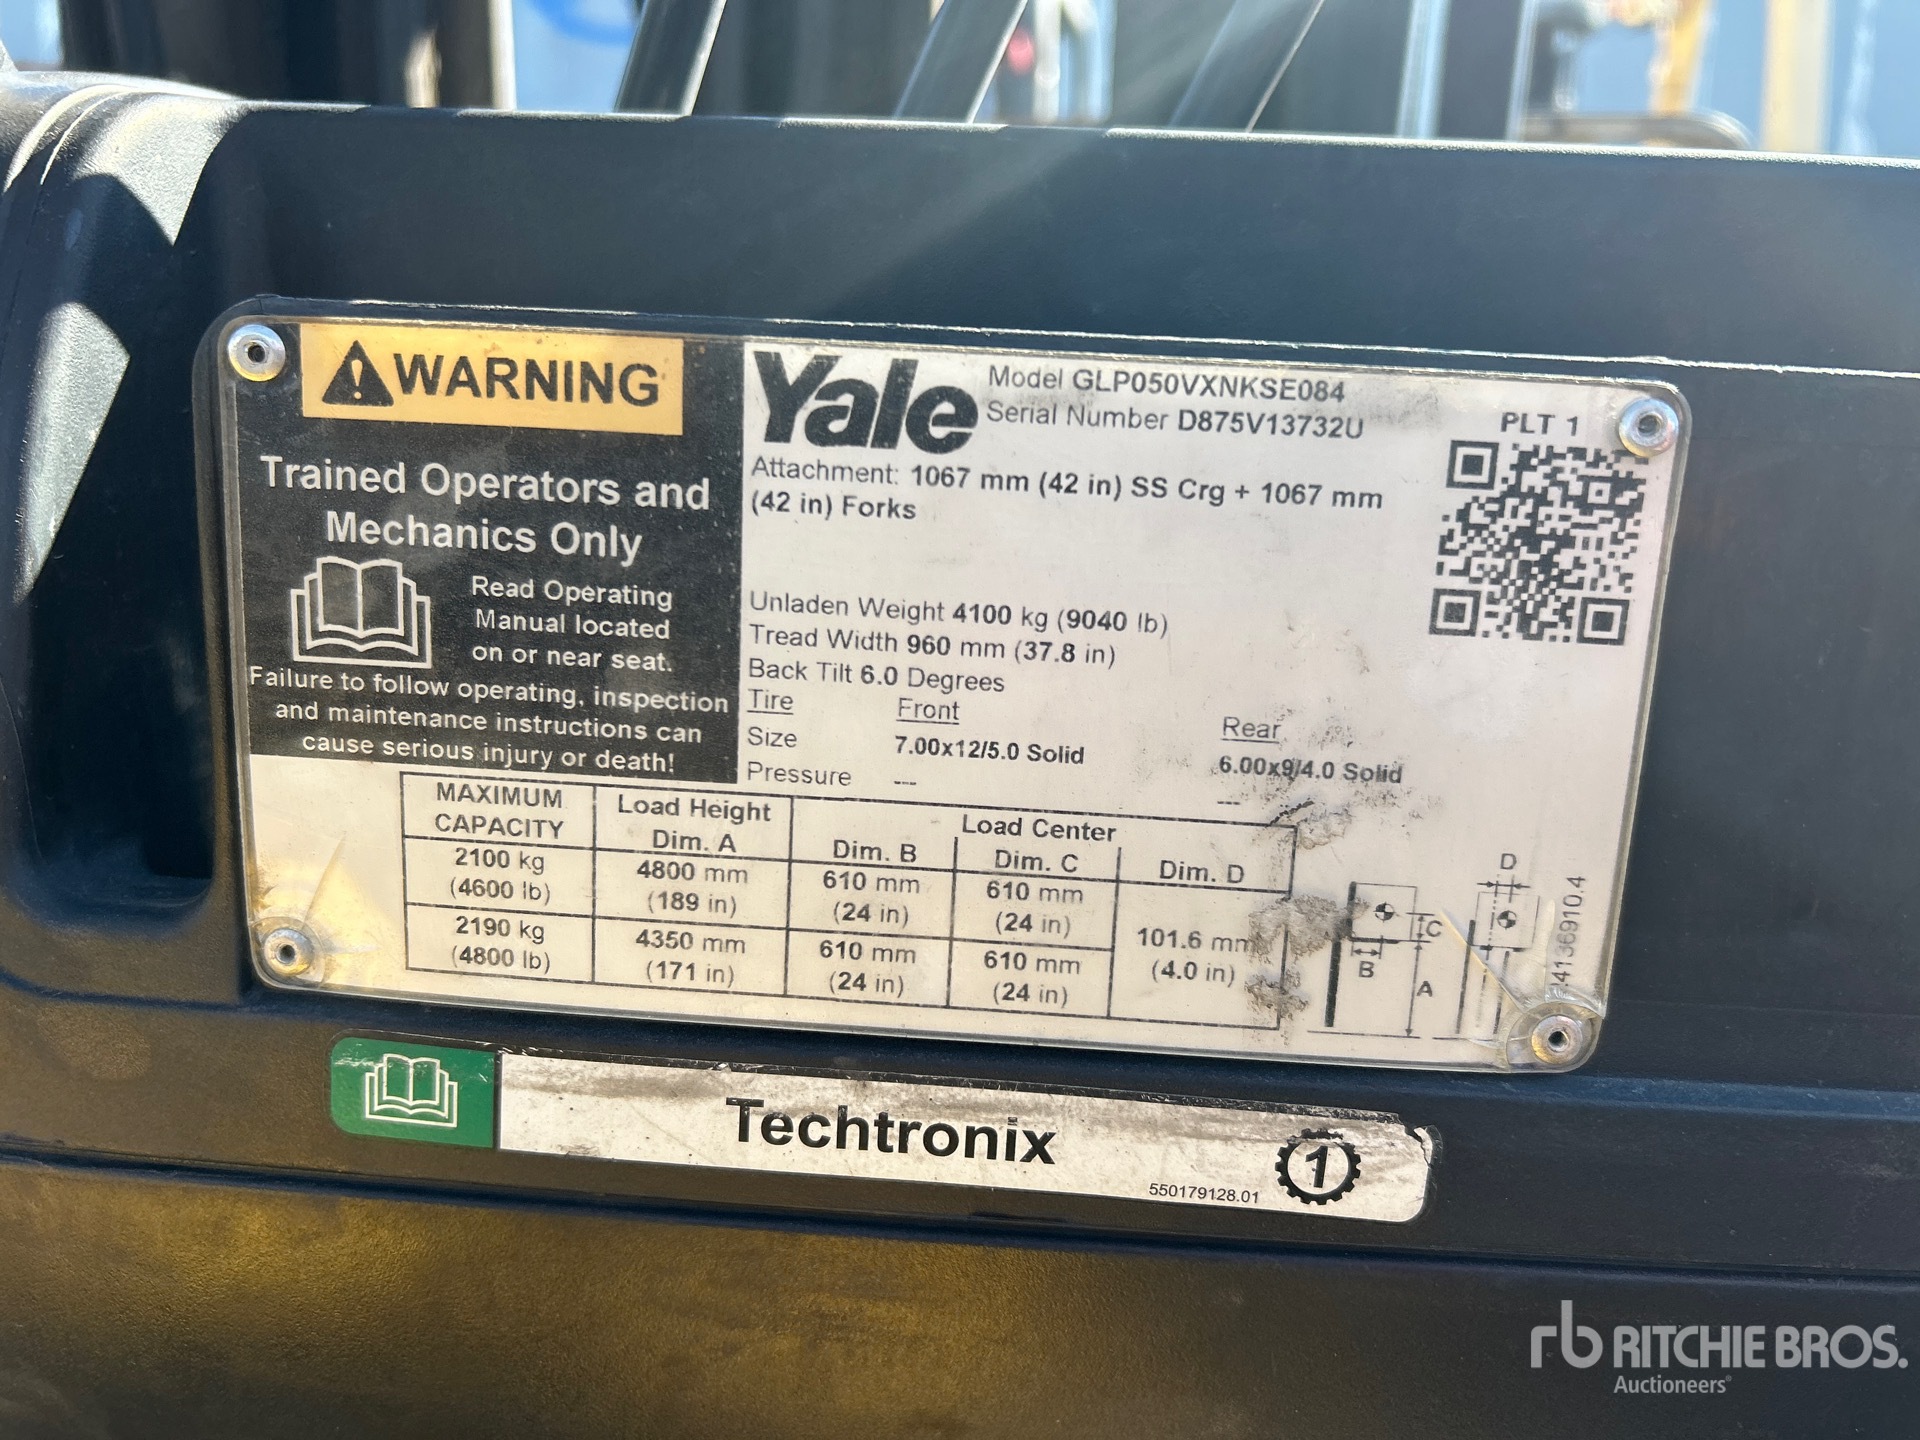 WARNING
Trained Operators and
Mechanics Only
Read Operating
Manual located
on or near seat.
Failure to follow operating, inspection
and maintenance instructions can
cause serious injury or death!
Yale
Model GLP050VXNKSE084
Serial Number D875V13732U
PLT 1
Attachment: 1067 mm (42 in) SS Crg + 1067 mm
(42 in) Forks
Unladen Weight 4100 kg (9040 lb)
Tread Width 960 mm (37.8 in)
Back Tilt 6.0 Degrees
Tire Front Rear
Size 7.00x12/5.0 Solid 6.00x9/4.0 Solid
Pressure --- ---
MAXIMUM CAPACITY Load Height Dim. A Load Center
Dim. B Dim. C Dim. D
2100 kg 4800 mm 610 mm 610 mm
(4600 lb) (189 in) (24 in) (24 in)
101.6 mm
(4.0 in)
2190 kg 4350 mm 610 mm 610 mm
(4800 lb) (171 in) (24 in) (24 in)
D
C
B
A
4136910.4
Techtronix
1
550179128.01
rb RITCHIE BROS.
Auctioneers®